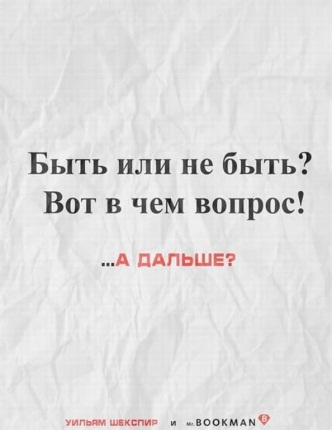 Быть или не быть?
Вот в чем вопрос!
...А ДАЛЬШЕ?
УИЛЬЯМ ШЕКСПИР И Mr. BOOKMAN Б